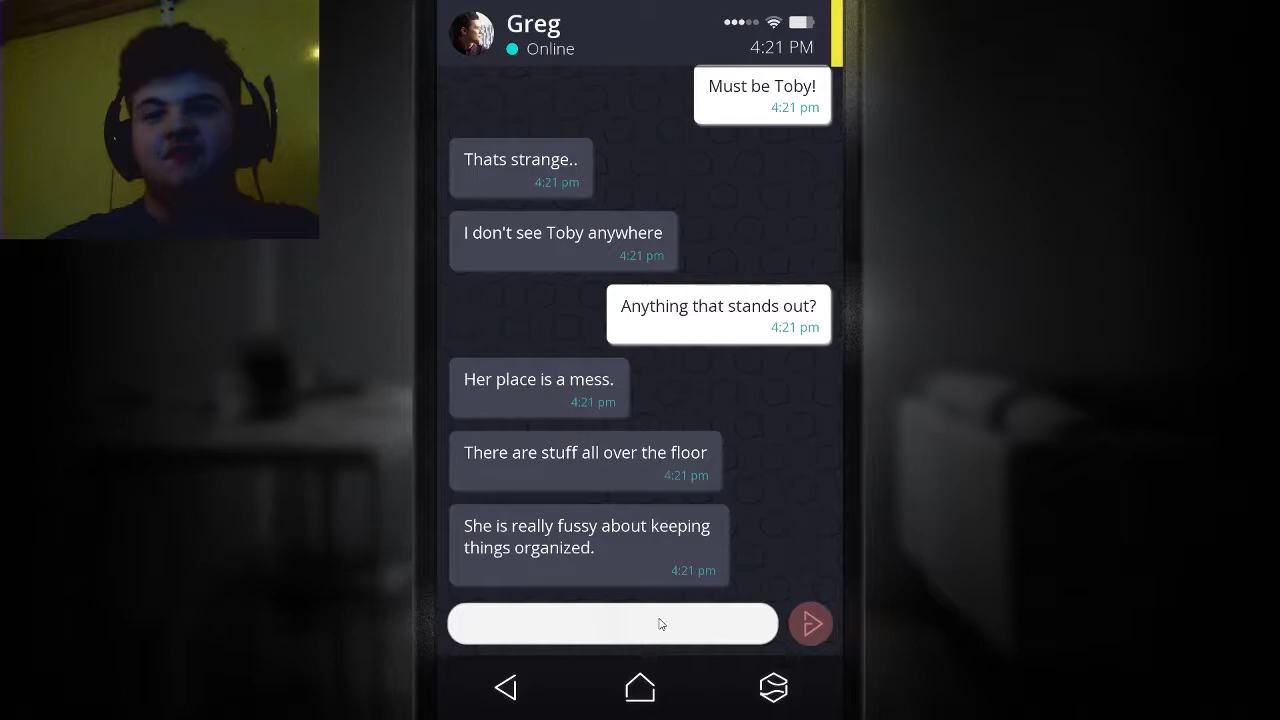 Greg
Online
4:21 PM
Must be Toby!
4:21 pm
Thats strange..
4:21 pm
I don't see Toby anywhere
4:21 pm
Anything that stands out?
4:21 pm
Her place is a mess.
4:21 pm
There are stuff all over the floor
4:21 pm
She is really fussy about keeping
things organized.
4:21 pm